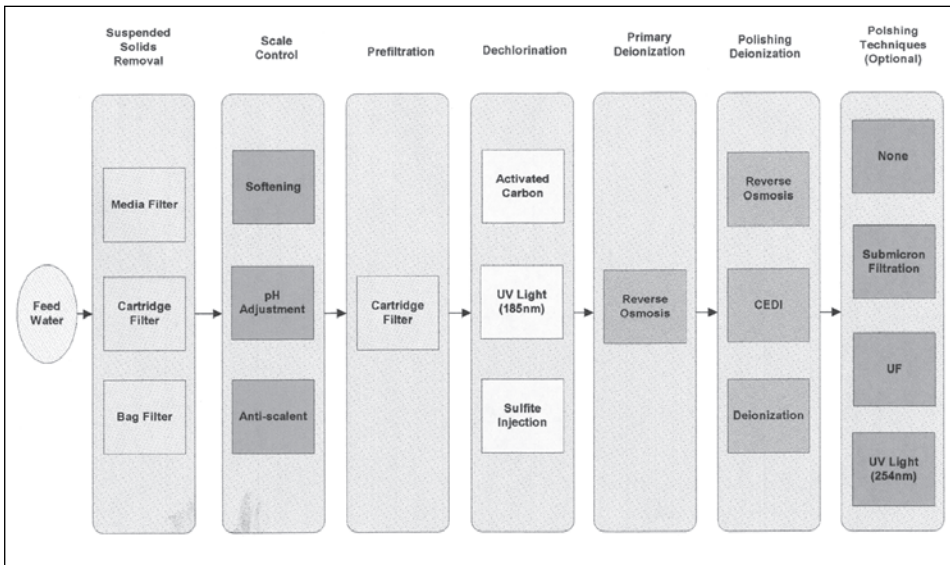 Suspended
Solids
Removal
Scale
Control
Prefiltration
Dechlorination
Primary
Deionization
Polishing
Deionization
Polshing
Techniques
(Optional)
Feed
Water
Media Filter
Cartridge
Filter
Bag Filter
Softening
pH
Adjustment
Anti-scalent
Cartridge
Filter
Activated
Carbon
UV Light
(185nm)
Sulfite
Injection
Reverse
Osmosis
Reverse
Osmosis
CEDI
Deionization
None
Submicron
Filtration
UF
UV Light
(254nm)